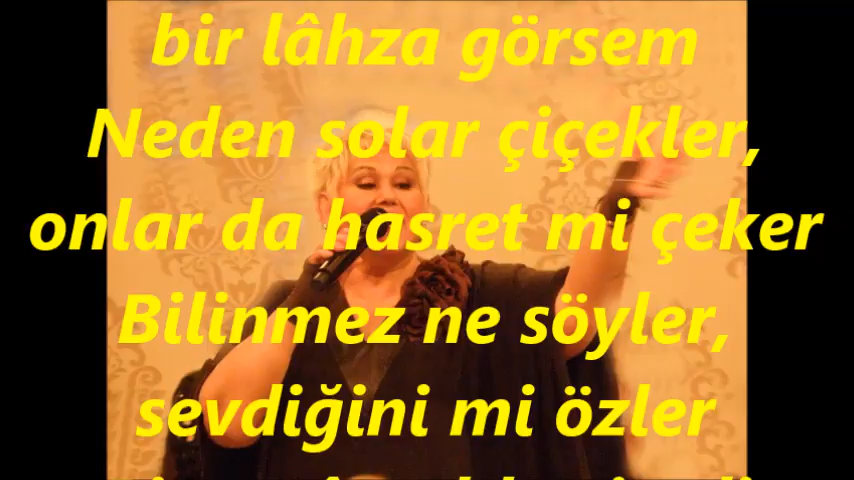 bir lâhza görsem
Neden solar çiçekler,
onlar da hasret mi çeker
Bilinmez ne söyler,
sevdiğini mi özler